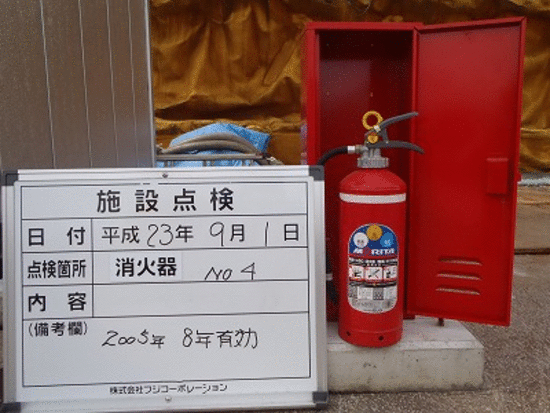 施設点検
日付 平成23年 9月 1日
点検箇所 消火器 NO 4
内容
(備考欄) 2005年 8年有効
株式会社フジコーポレーション
MORITA